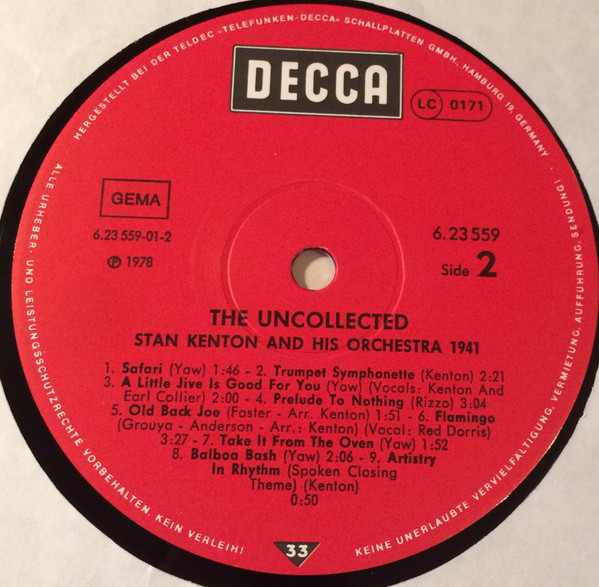 HERGESTELLT BEI DER TELDEC »TELEFUNKEN-DECCA« SCHALLPLATTEN GMBH, HAMBURG 19, GERMANY ·
DECCA
LC 0171
GEMA
6.23 559-01-2
℗ 1978
6.23 559
Side 2
THE UNCOLLECTED
STAN KENTON AND HIS ORCHESTRA 1941
1. Safari (Yaw) 1:46 - 2. Trumpet Symphonette (Kenton) 2:21
3. A Little Jive Is Good For You (Yaw) (Vocals: Kenton And
Earl Collier) 2:00 - 4. Prelude To Nothing (Rizzo) 3:04
5. Old Back Joe (Foster - Arr. Kenton) 1:51 - 6. Flamingo
(Grouya - Anderson - Arr.: Kenton) (Vocal: Red Dorris)
3:27 - 7. Take It From The Oven (Yaw) 1:52
8. Balboa Bash (Yaw) 2:06 - 9. Artistry
In Rhythm (Spoken Closing
Theme) (Kenton)
0:50
33
ALLE URHEBER- UND LEISTUNGSSCHUTZRECHTE VORBEHALTEN. KEIN VERLEIH!
KEINE UNERLAUBTE VERVIELFÄLTIGUNG, VERMIETUNG, AUFFÜHRUNG, SENDUNG!